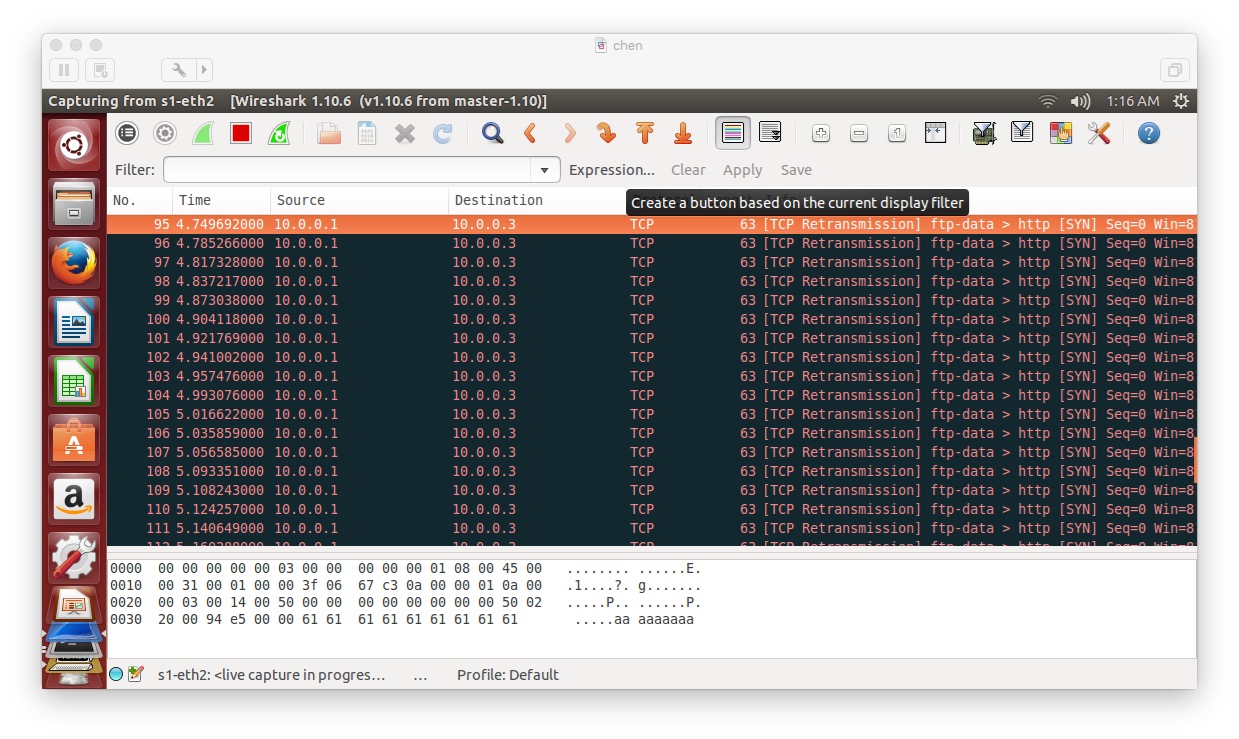 chen
Capturing from s1-eth2 [Wireshark 1.10.6 (v1.10.6 from master-1.10)] 1:16 AM
Filter: Expression... Clear Apply Save
No. Time Source Destination
Create a button based on the current display filter
95 4.749692000 10.0.0.1 10.0.0.3 TCP 63 [TCP Retransmission] ftp-data > http [SYN] Seq=0 Win=8
96 4.785266000 10.0.0.1 10.0.0.3 TCP 63 [TCP Retransmission] ftp-data > http [SYN] Seq=0 Win=8
97 4.817328000 10.0.0.1 10.0.0.3 TCP 63 [TCP Retransmission] ftp-data > http [SYN] Seq=0 Win=8
98 4.837217000 10.0.0.1 10.0.0.3 TCP 63 [TCP Retransmission] ftp-data > http [SYN] Seq=0 Win=8
99 4.873038000 10.0.0.1 10.0.0.3 TCP 63 [TCP Retransmission] ftp-data > http [SYN] Seq=0 Win=8
100 4.904118000 10.0.0.1 10.0.0.3 TCP 63 [TCP Retransmission] ftp-data > http [SYN] Seq=0 Win=8
101 4.921769000 10.0.0.1 10.0.0.3 TCP 63 [TCP Retransmission] ftp-data > http [SYN] Seq=0 Win=8
102 4.941002000 10.0.0.1 10.0.0.3 TCP 63 [TCP Retransmission] ftp-data > http [SYN] Seq=0 Win=8
103 4.957476000 10.0.0.1 10.0.0.3 TCP 63 [TCP Retransmission] ftp-data > http [SYN] Seq=0 Win=8
104 4.993076000 10.0.0.1 10.0.0.3 TCP 63 [TCP Retransmission] ftp-data > http [SYN] Seq=0 Win=8
105 5.016622000 10.0.0.1 10.0.0.3 TCP 63 [TCP Retransmission] ftp-data > http [SYN] Seq=0 Win=8
106 5.035859000 10.0.0.1 10.0.0.3 TCP 63 [TCP Retransmission] ftp-data > http [SYN] Seq=0 Win=8
107 5.056585000 10.0.0.1 10.0.0.3 TCP 63 [TCP Retransmission] ftp-data > http [SYN] Seq=0 Win=8
108 5.093351000 10.0.0.1 10.0.0.3 TCP 63 [TCP Retransmission] ftp-data > http [SYN] Seq=0 Win=8
109 5.108243000 10.0.0.1 10.0.0.3 TCP 63 [TCP Retransmission] ftp-data > http [SYN] Seq=0 Win=8
110 5.124257000 10.0.0.1 10.0.0.3 TCP 63 [TCP Retransmission] ftp-data > http [SYN] Seq=0 Win=8
111 5.140649000 10.0.0.1 10.0.0.3 TCP 63 [TCP Retransmission] ftp-data > http [SYN] Seq=0 Win=8
0000 00 00 00 00 00 03 00 00 00 00 00 01 08 00 45 00 ........ ......E.
0010 00 31 00 01 00 00 3f 06 67 c3 0a 00 00 01 0a 00 .1....?. g.......
0020 00 03 00 14 00 50 00 00 00 00 00 00 00 00 50 02 .....P.. ......P.
0030 20 00 94 e5 00 00 61 61 61 61 61 61 61 61 61 .....aa aaaaaaa
s1-eth2: <live capture in progres... ... Profile: Default